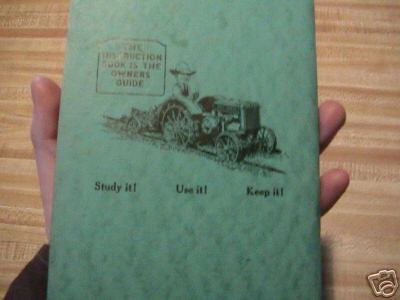 THE
INSTRUCTION
BOOK IS THE
OWNERS
GUIDE
Study it! Use it! Keep it!